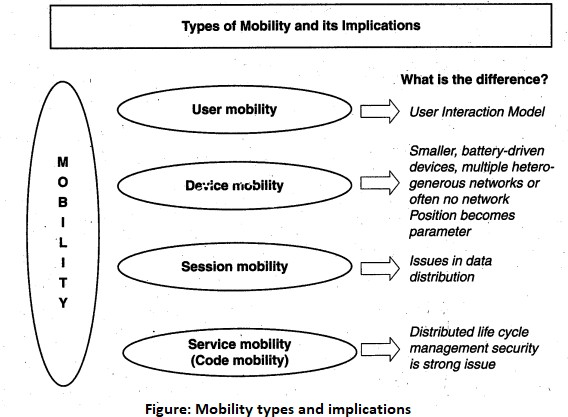 Types of Mobility and its Implications
What is the difference?
M
O
B
I
L
I
T
Y
User mobility
User Interaction Model
Device mobility
Smaller, battery-driven
devices, multiple hetero-
generous networks or
often no network
Position becomes
parameter
Session mobility
Issues in data
distribution
Service mobility
(Code mobility)
Distributed life cycle
management security
is strong issue
Figure: Mobility types and implications